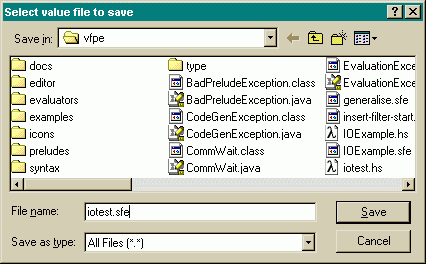 Select value file to save
Save in: vfpe
docs type EvaluationExce
editor BadPreludeException.class EvaluationExce
evaluators BadPreludeException.java generalise.sfe
examples CodeGenException.class insert-filter-start.
icons CodeGenException.java IOExample.hs
preludes CommWait.class IOExample.sfe
syntax CommWait.java iotest.hs
File name: iotest.sfe Save
Save as type: All Files (*.*) Cancel